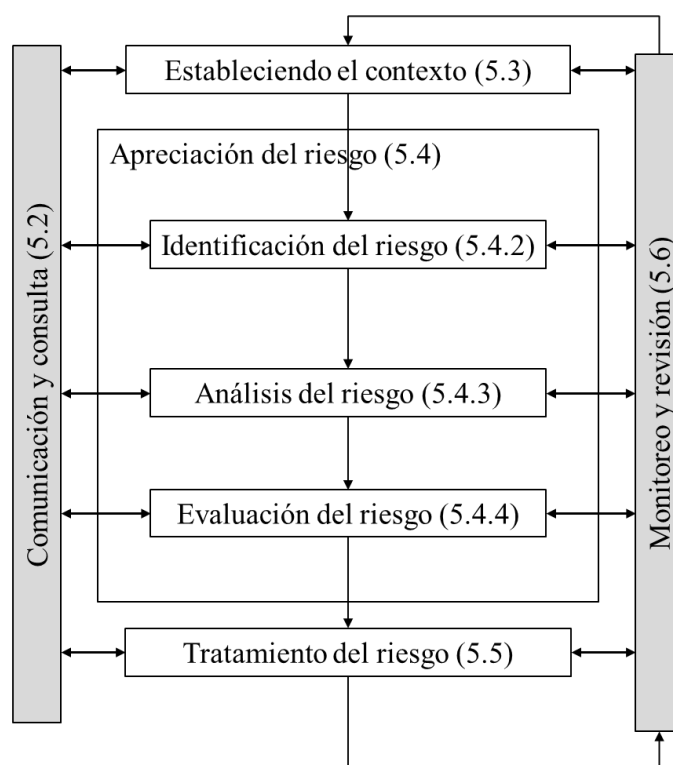 Estableciendo el contexto (5.3)
Apreciación del riesgo (5.4)
Identificación del riesgo (5.4.2)
Análisis del riesgo (5.4.3)
Evaluación del riesgo (5.4.4)
Tratamiento del riesgo (5.5)
Comunicación y consulta (5.2)
Monitoreo y revisión (5.6)